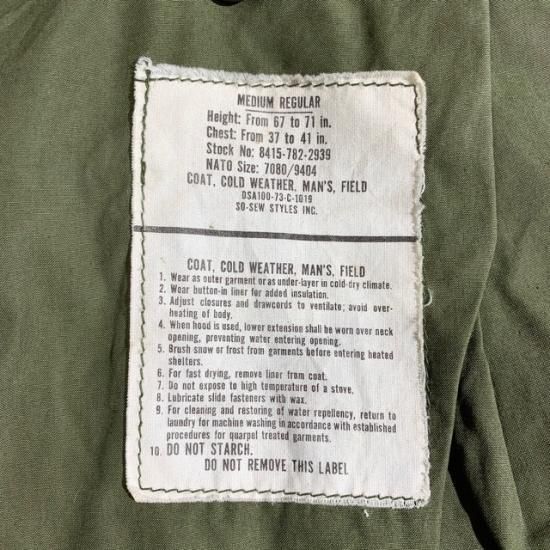 MEDIUM REGULAR
Height: From 67 to 71 in.
Chest: From 37 to 41 in.
Stock No: 8415-782-2939
NATO Size: 7080/9404
COAT, COLD WEATHER, MAN'S, FIELD
DSA100-73-C-1019
SO-SEW STYLES INC.
COAT, COLD WEATHER, MAN'S, FIELD
1. Wear as outer garment or as under-layer in cold-dry climate.
2. Wear button-in liner for added insulation.
3. Adjust closures and drawcords to ventilate; avoid over-
heating of body.
4. When hood is used, lower extension shall be worn over neck
opening, preventing water entering opening.
5. Brush snow or frost from garments before entering heated
shelters.
6. For fast drying, remove liner from coat.
7. Do not expose to high temperature of a stove.
8. Lubricate slide fasteners with wax.
9. For cleaning and restoring of water repellency, return to
laundry for machine washing in accordance with established
procedures for quarpel treated garments.
10. DO NOT STARCH.
DO NOT REMOVE THIS LABEL